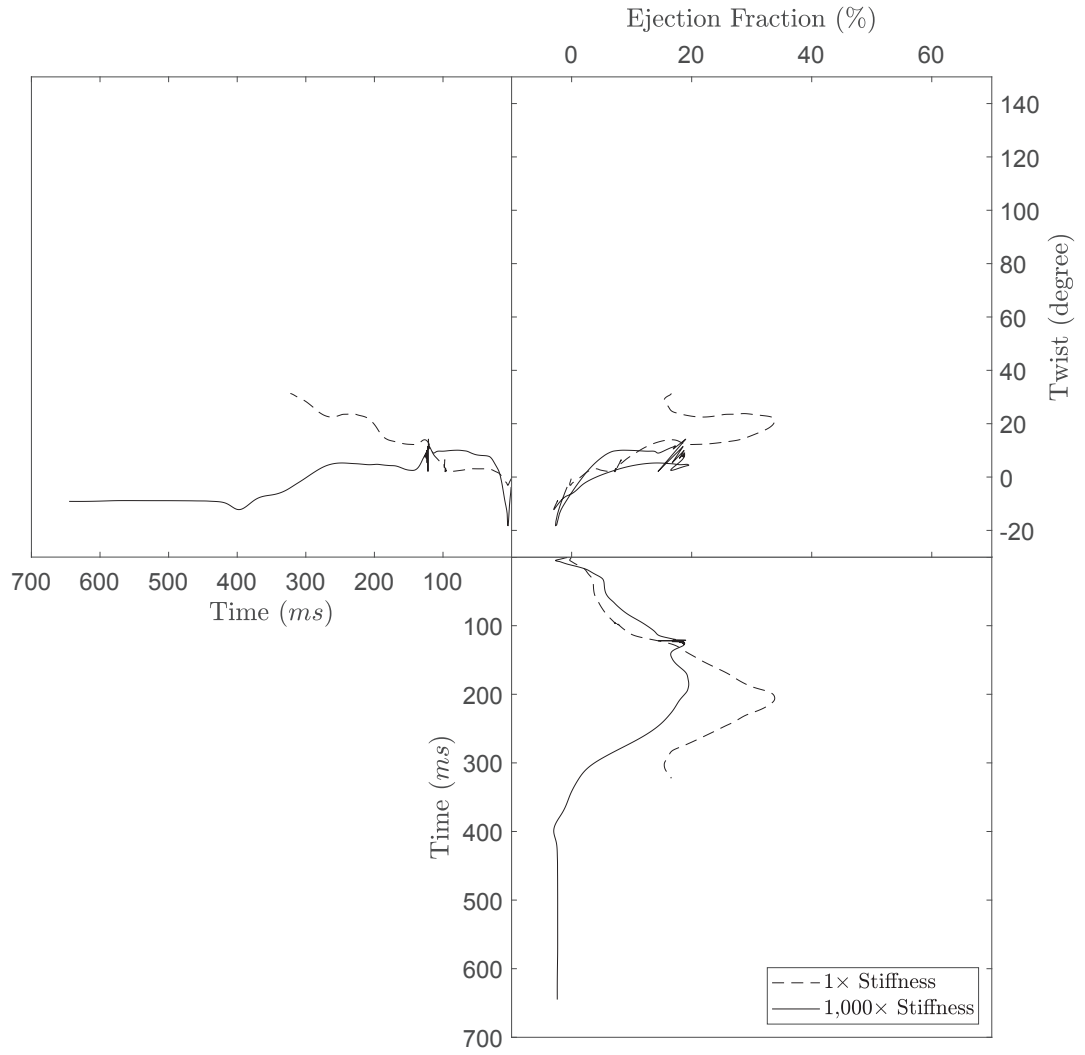 Ejection Fraction (%)
0 20 40 60
140
120
100
80
60
40
20
0
-20
Twist (degree)
700 600 500 400 300 200 100
Time (ms)
100
200
300
400
500
600
700
Time (ms)
1× Stiffness
1,000× Stiffness